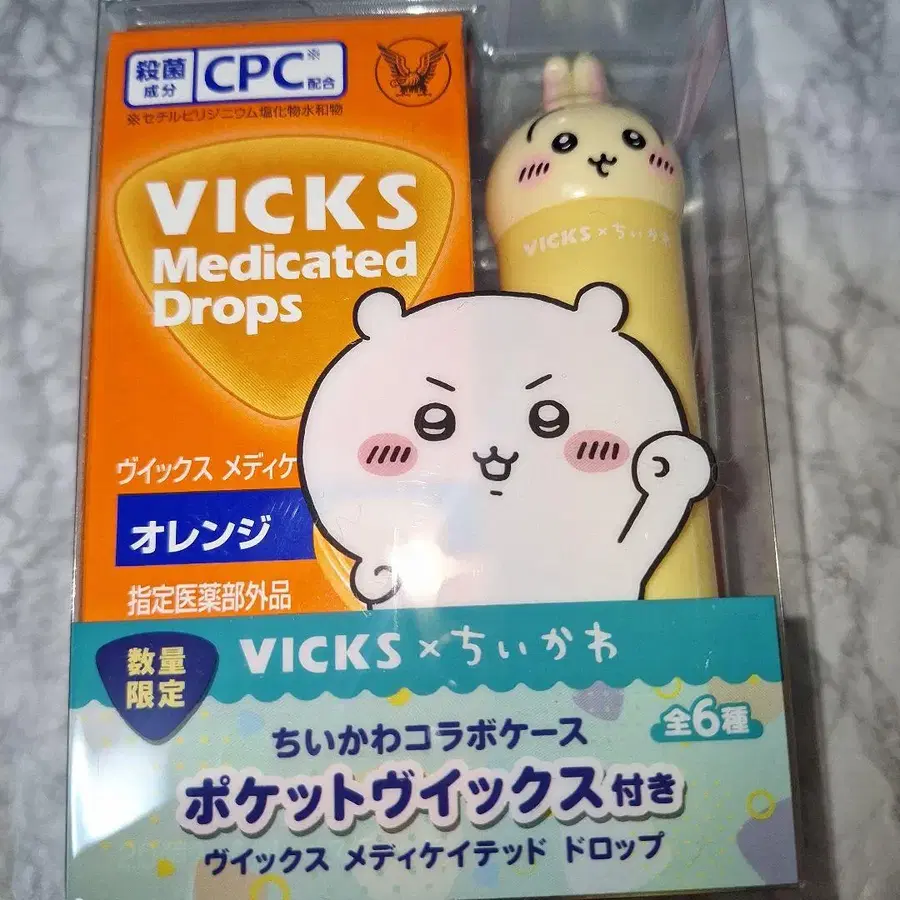 殺菌
成分
CPC※
配合
※セチルピリジニウム塩化物水和物
VICKS
Medicated
Drops
VICKS×ちいかわ
ヴイックス メディケ
オレンジ
指定医薬部外品
数量
限定
VICKS×ちいかわ
全6種
ちいかわコラボケース
ポケットヴイックス付き
ヴイックス メディケイテッド ドロップ